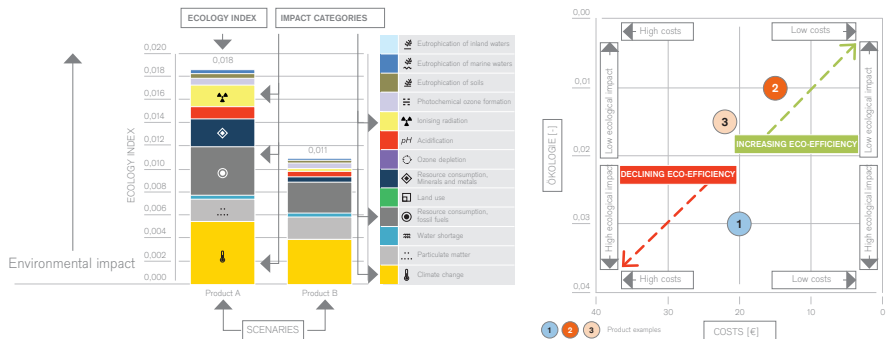 ECOLOGY INDEX
IMPACT CATEGORIES
0,020
0,018
0,016
0,014
0,012
0,010
0,008
0,006
0,004
0,002
0,000
ECOLOGY INDEX
Environmental impact
0,018
0,011
Product A
Product B
SCENARIES
Eutrophication of inland waters
Eutrophication of marine waters
Eutrophication of soils
Photochemical ozone formation
Ionising radiation
pH Acidification
Ozone depletion
Resource consumption,
Minerals and metals
Land use
Resource consumption,
fossil fuels
Water shortage
Particulate matter
Climate change
0,00
0,01
0,02
0,03
0,04
ÖKOLOGIE [-]
High costs
Low costs
Low ecological impact
High ecological impact
Low ecological impact
High ecological impact
2
3
1
INCREASING ECO-EFFICIENCY
DECLINING ECO-EFFICIENCY
High costs
Low costs
40
30
20
10
0
COSTS [€]
1 2 3 Product examples